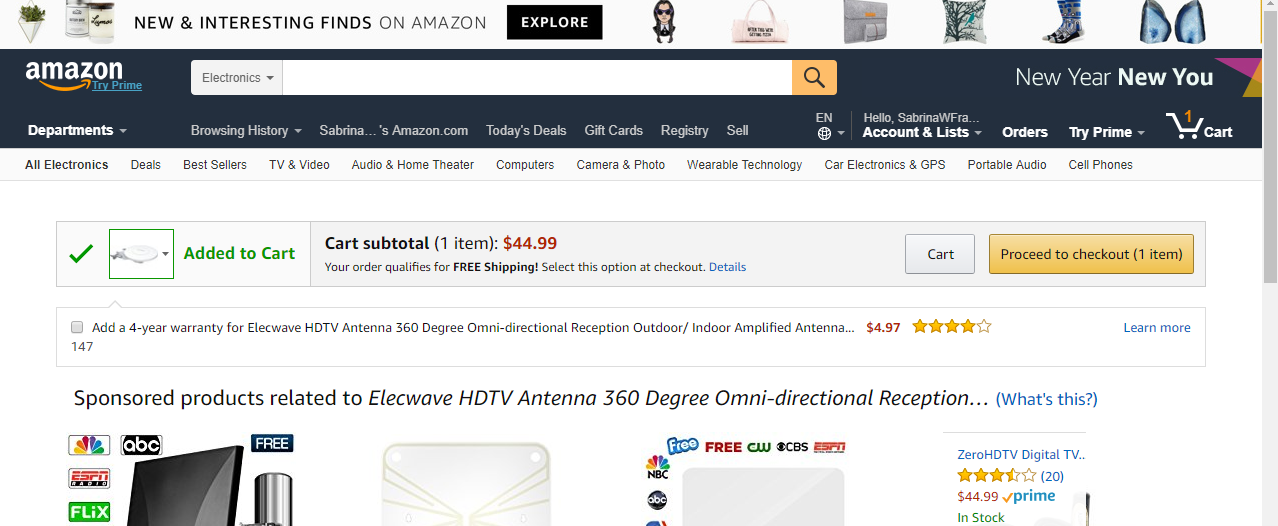 NEW & INTERESTING FINDS ON AMAZON EXPLORE
amazon
Try Prime
Electronics
New Year New You
Departments
Browsing History
Sabrina... 's Amazon.com
Today's Deals
Gift Cards
Registry
Sell
EN
Hello, SabrinaWFra...
Account & Lists
Orders
Try Prime
1
Cart
All Electronics
Deals
Best Sellers
TV & Video
Audio & Home Theater
Computers
Camera & Photo
Wearable Technology
Car Electronics & GPS
Portable Audio
Cell Phones
Added to Cart
Cart subtotal (1 item): $44.99
Your order qualifies for FREE Shipping! Select this option at checkout. Details
Cart
Proceed to checkout (1 item)
Add a 4-year warranty for Elecwave HDTV Antenna 360 Degree Omni-directional Reception Outdoor/ Indoor Amplified Antenna... $4.97
Learn more
147
Sponsored products related to Elecwave HDTV Antenna 360 Degree Omni-directional Reception... (What's this?)
abc
FREE
ESPN
RADIO
FLiX
Free FREE CW CBS ESPN
NBC
abc
ZeroHDTV Digital TV..
(20)
$44.99 prime
In Stock